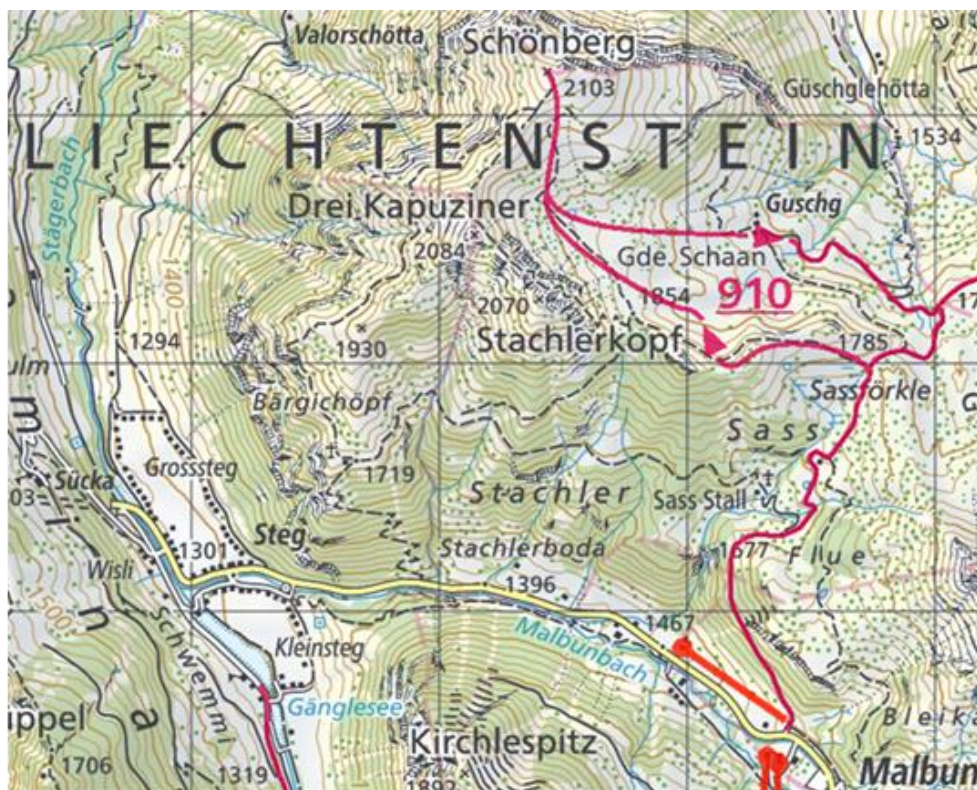 Valorschötta
Schönberg
2103
Güschglehötta
LIECHTENSTEIN
1534
Stägerbach
Drei Kapuziner
Guschg
2084
Gde. Schaan
1400
1854
910
2070
1294
1930
Stachlerkopf
1785
Bärgichöpf
Sassförkle
Sass
Grosssteg
1719
Sücka
Stachler
Sass Stall
Steg
1301
Stachlerboda
1577
Flue
Wisli
1396
1500
1467
Malbunbach
Schwemmi
Kleinsteg
Gänglesee
Kirchlespitz
1706
1319
1892
Malbun